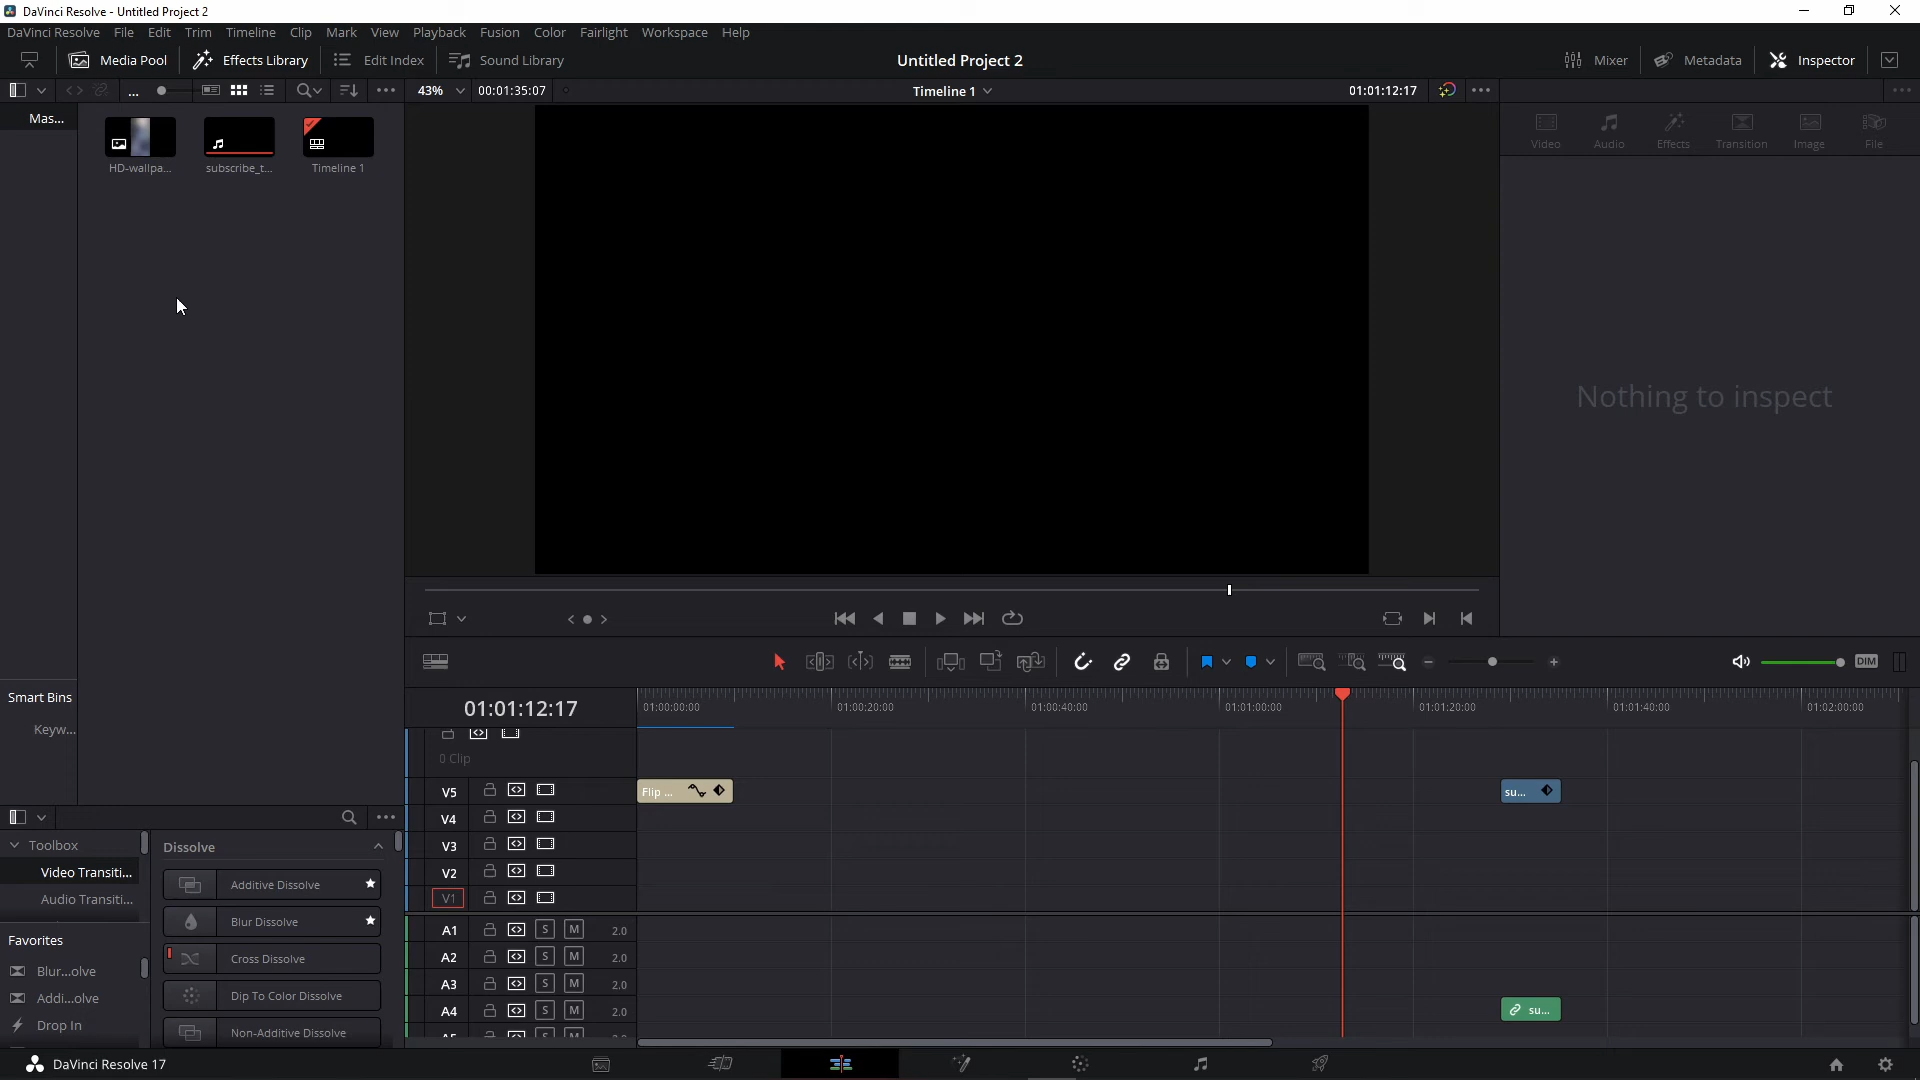 DaVinci Resolve - Untitled Project 2
DaVinci Resolve File Edit Trim Timeline Clip Mark View Playback Fusion Color Fairlight Workspace Help
Media Pool Effects Library Edit Index Sound Library Untitled Project 2 Mixer Metadata Inspector
... 43% 00:01:35:07 Timeline 1 01:01:12:17
Mas...
HD-wallpa... subscribe_t... Timeline 1
Video Audio Effects Transition Image File
Nothing to inspect
DIM
Smart Bins
Keyw...
01:01:12:17
01:00:00:00 01:00:20:00 01:00:40:00 01:01:00:00 01:01:20:00 01:01:40:00 01:02:00:00
0 Clip
V5 Flip ... su...
V4
V3
V2
V1
A1 S M 2.0
A2 S M 2.0
A3 S M 2.0
A4 S M 2.0 su...
Toolbox
Video Transiti...
Audio Transiti...
Favorites
Blur...olve
Addi...olve
Drop In
Dissolve
Additive Dissolve
Blur Dissolve
Cross Dissolve
Dip To Color Dissolve
Non-Additive Dissolve
DaVinci Resolve 17